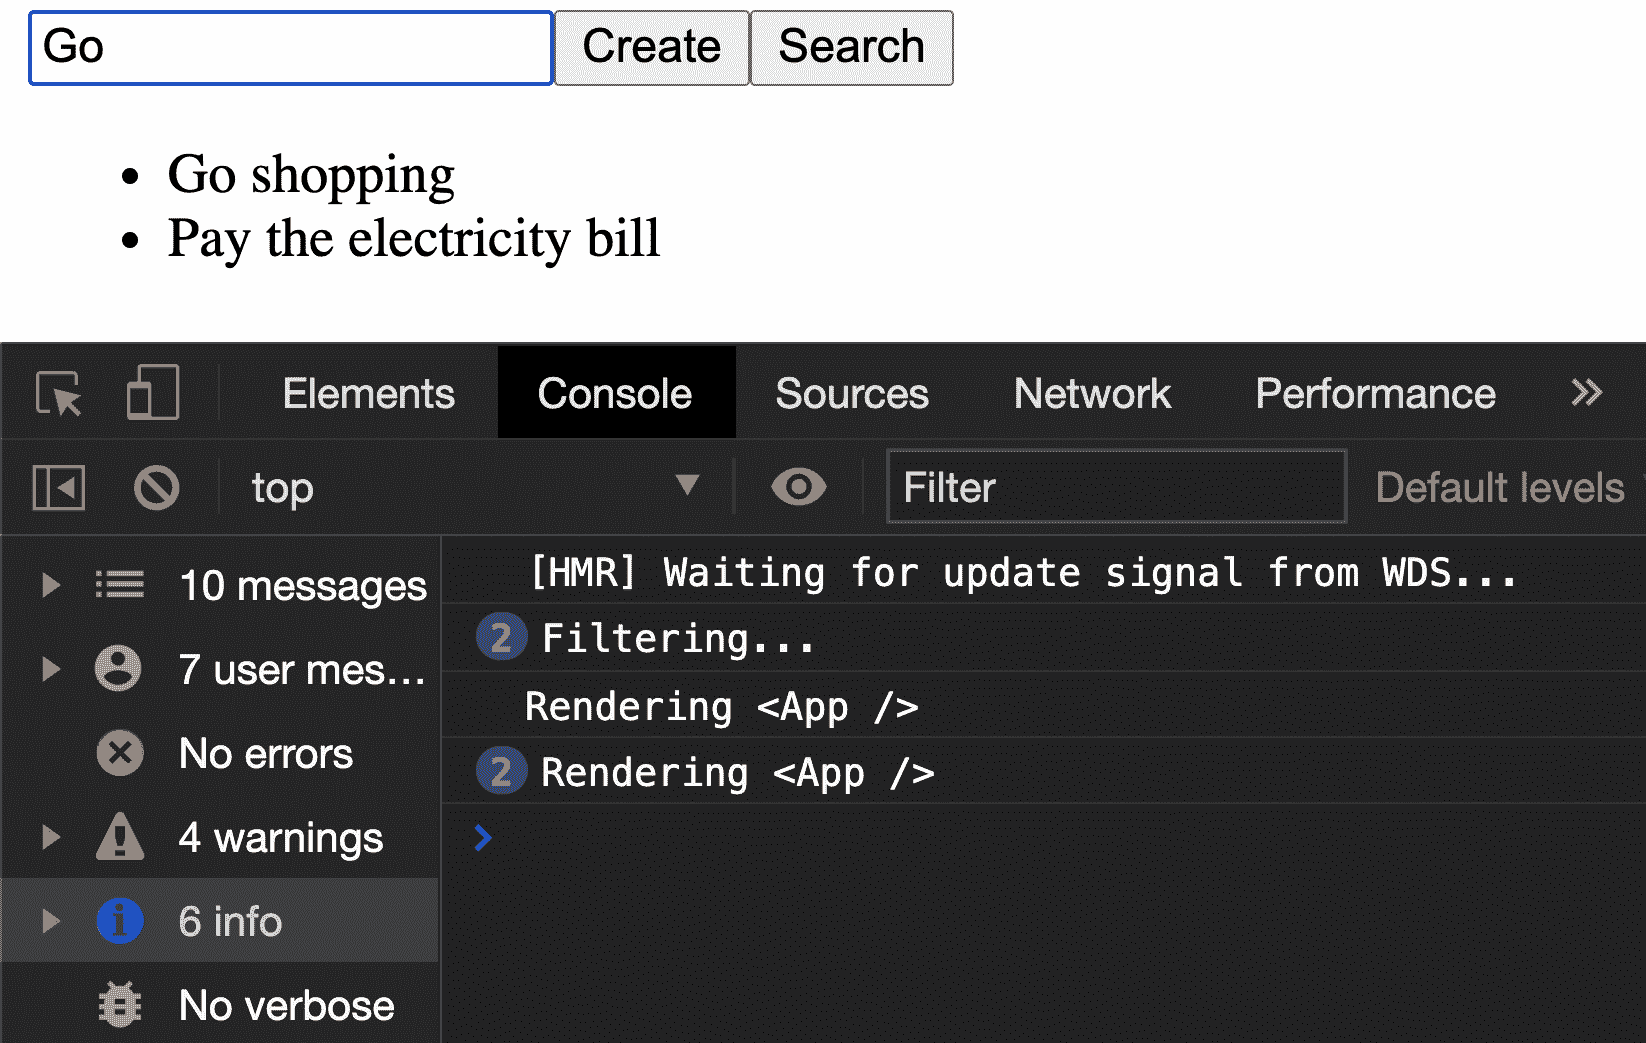 Go Create Search
Go shopping
Pay the electricity bill
Elements Console Sources Network Performance
top Filter Default levels
10 messages
7 user mes...
No errors
4 warnings
6 info
No verbose
[HMR] Waiting for update signal from WDS...
2 Filtering...
Rendering <App />
2 Rendering <App />